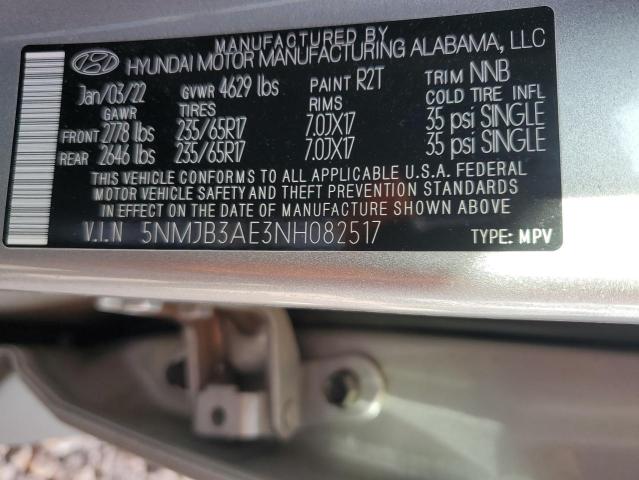 MANUFACTURED BY
HYUNDAI MOTOR MANUFACTURING ALABAMA, LLC
Jan/03/22 GVWR 4629 lbs PAINT R2T TRIM NNB
GAWR TIRES RIMS COLD TIRE INFL
FRONT 2778 lbs 235/65R17 7.0JX17 35 psi SINGLE
REAR 2646 lbs 235/65R17 7.0JX17 35 psi SINGLE
THIS VEHICLE CONFORMS TO ALL APPLICABLE U.S.A. FEDERAL
MOTOR VEHICLE SAFETY AND THEFT PREVENTION STANDARDS
IN EFFECT ON THE DATE OF MANUFACTURE SHOWN ABOVE
V.I.N 5NMJB3AE3NH082517 TYPE: MPV